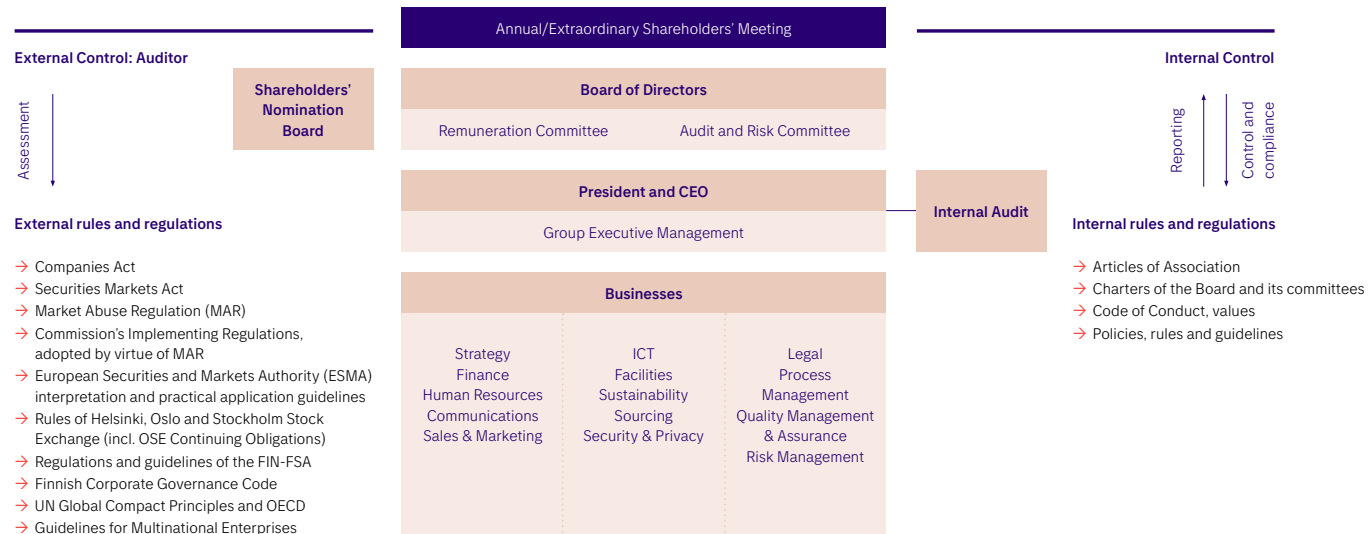 Annual/Extraordinary Shareholders' Meeting
External Control: Auditor
Assessment
Shareholders'
Nomination
Board
Board of Directors
Remuneration Committee
Audit and Risk Committee
President and CEO
Group Executive Management
Internal Audit
Businesses
Strategy
Finance
Human Resources
Communications
Sales & Marketing
ICT
Facilities
Sustainability
Sourcing
Security & Privacy
Legal
Process
Management
Quality Management
& Assurance
Risk Management
External rules and regulations
→ Companies Act
→ Securities Markets Act
→ Market Abuse Regulation (MAR)
→ Commission's Implementing Regulations,
adopted by virtue of MAR
→ European Securities and Markets Authority (ESMA)
interpretation and practical application guidelines
→ Rules of Helsinki, Oslo and Stockholm Stock
Exchange (incl. OSE Continuing Obligations)
→ Regulations and guidelines of the FIN-FSA
→ Finnish Corporate Governance Code
→ UN Global Compact Principles and OECD
→ Guidelines for Multinational Enterprises
Internal Control
Reporting
Control and
compliance
Internal rules and regulations
→ Articles of Association
→ Charters of the Board and its committees
→ Code of Conduct, values
→ Policies, rules and guidelines